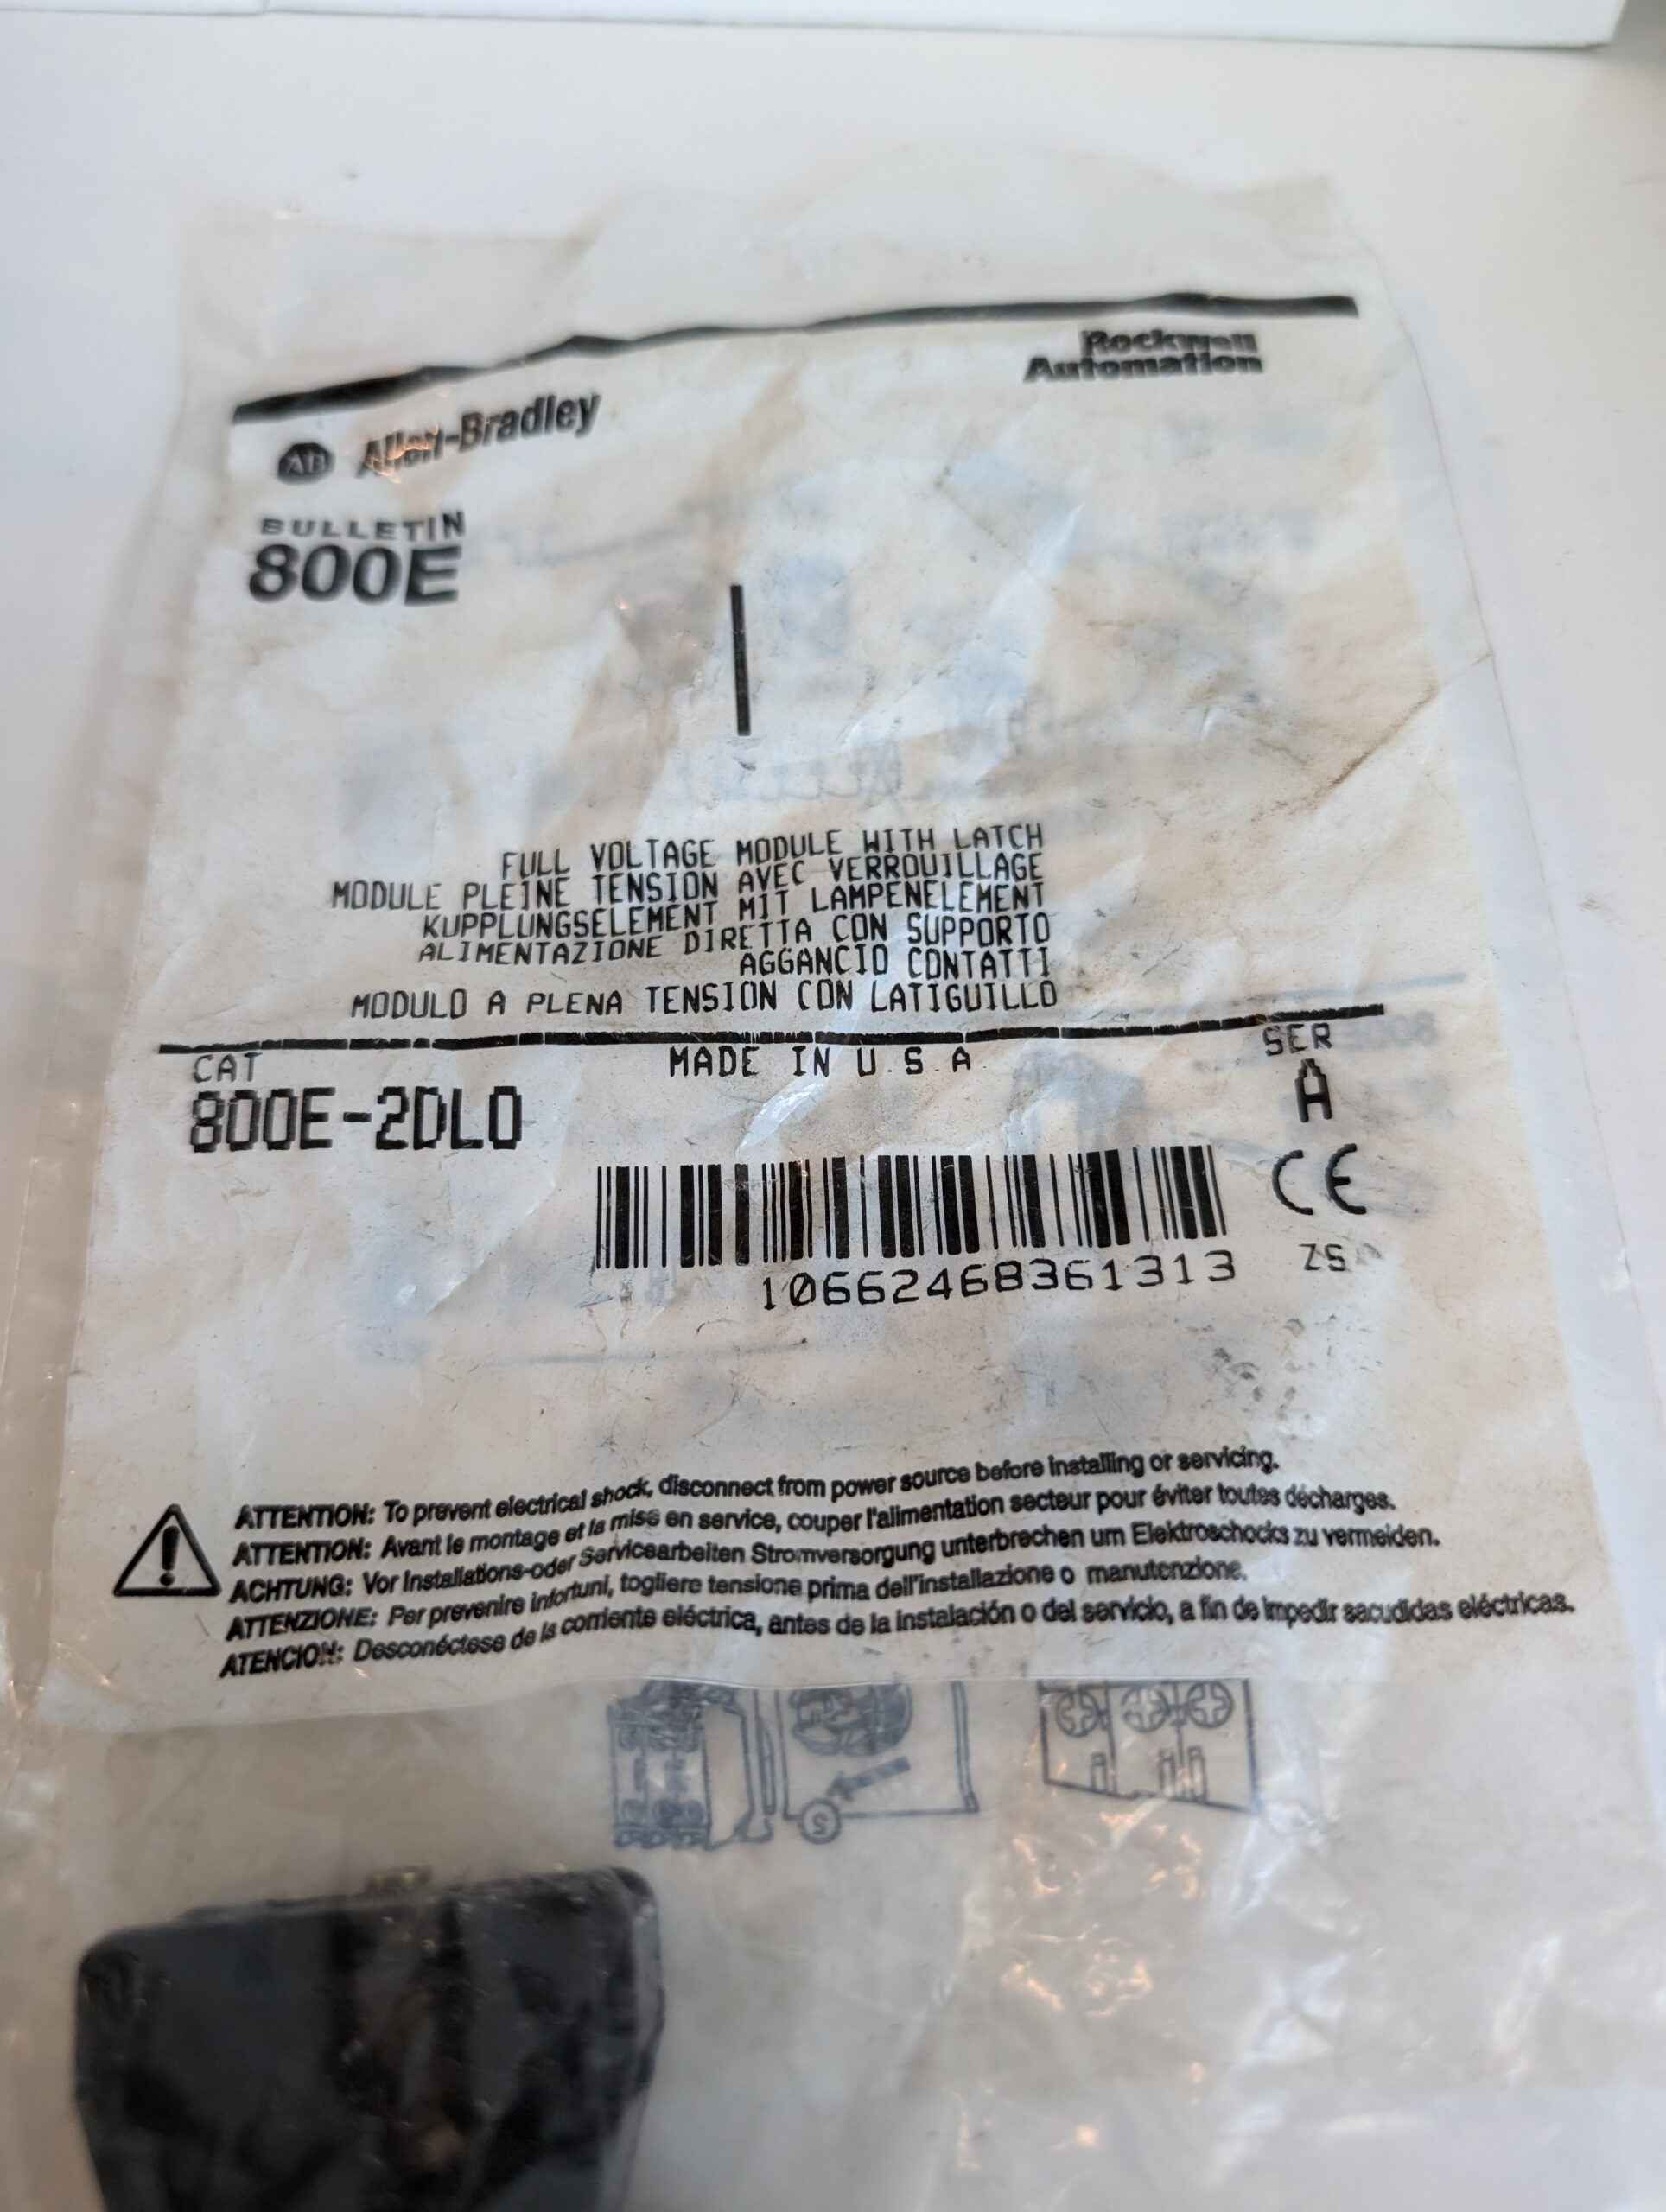 Rockwell
Automation
AB Allen-Bradley
BULLETIN
800E
FULL VOLTAGE MODULE WITH LATCH
MODULE PLEINE TENSION AVEC VERROUILLAGE
KUPPLUNGSELEMENT MIT LAMPENELEMENT
ALIMENTAZIONE DIRETTA CON SUPPORTO
AGGANCIO CONTATTI
MODULO A PLENA TENSION CON LATIGUILLO
CAT
MADE IN U.S.A.
SER
800E-2DL0
A
CE
10662468361313
ZS
ATTENTION: To prevent electrical shock, disconnect from power source before installing or servicing.
ATTENTION: Avant le montage et la mise en service, couper l'alimentation secteur pour éviter toutes décharges.
ACHTUNG: Vor Installations-oder Servicearbeiten Stromversorgung unterbrechen um Elektroschocks zu vermeiden.
ATTENZIONE: Per prevenire infortuni, togliere tensione prima dell'installazione o manutenzione.
ATENCION: Desconéctese de la corriente eléctrica, antes de la instalación o del servicio, a fin de impedir sacudidas eléctricas.